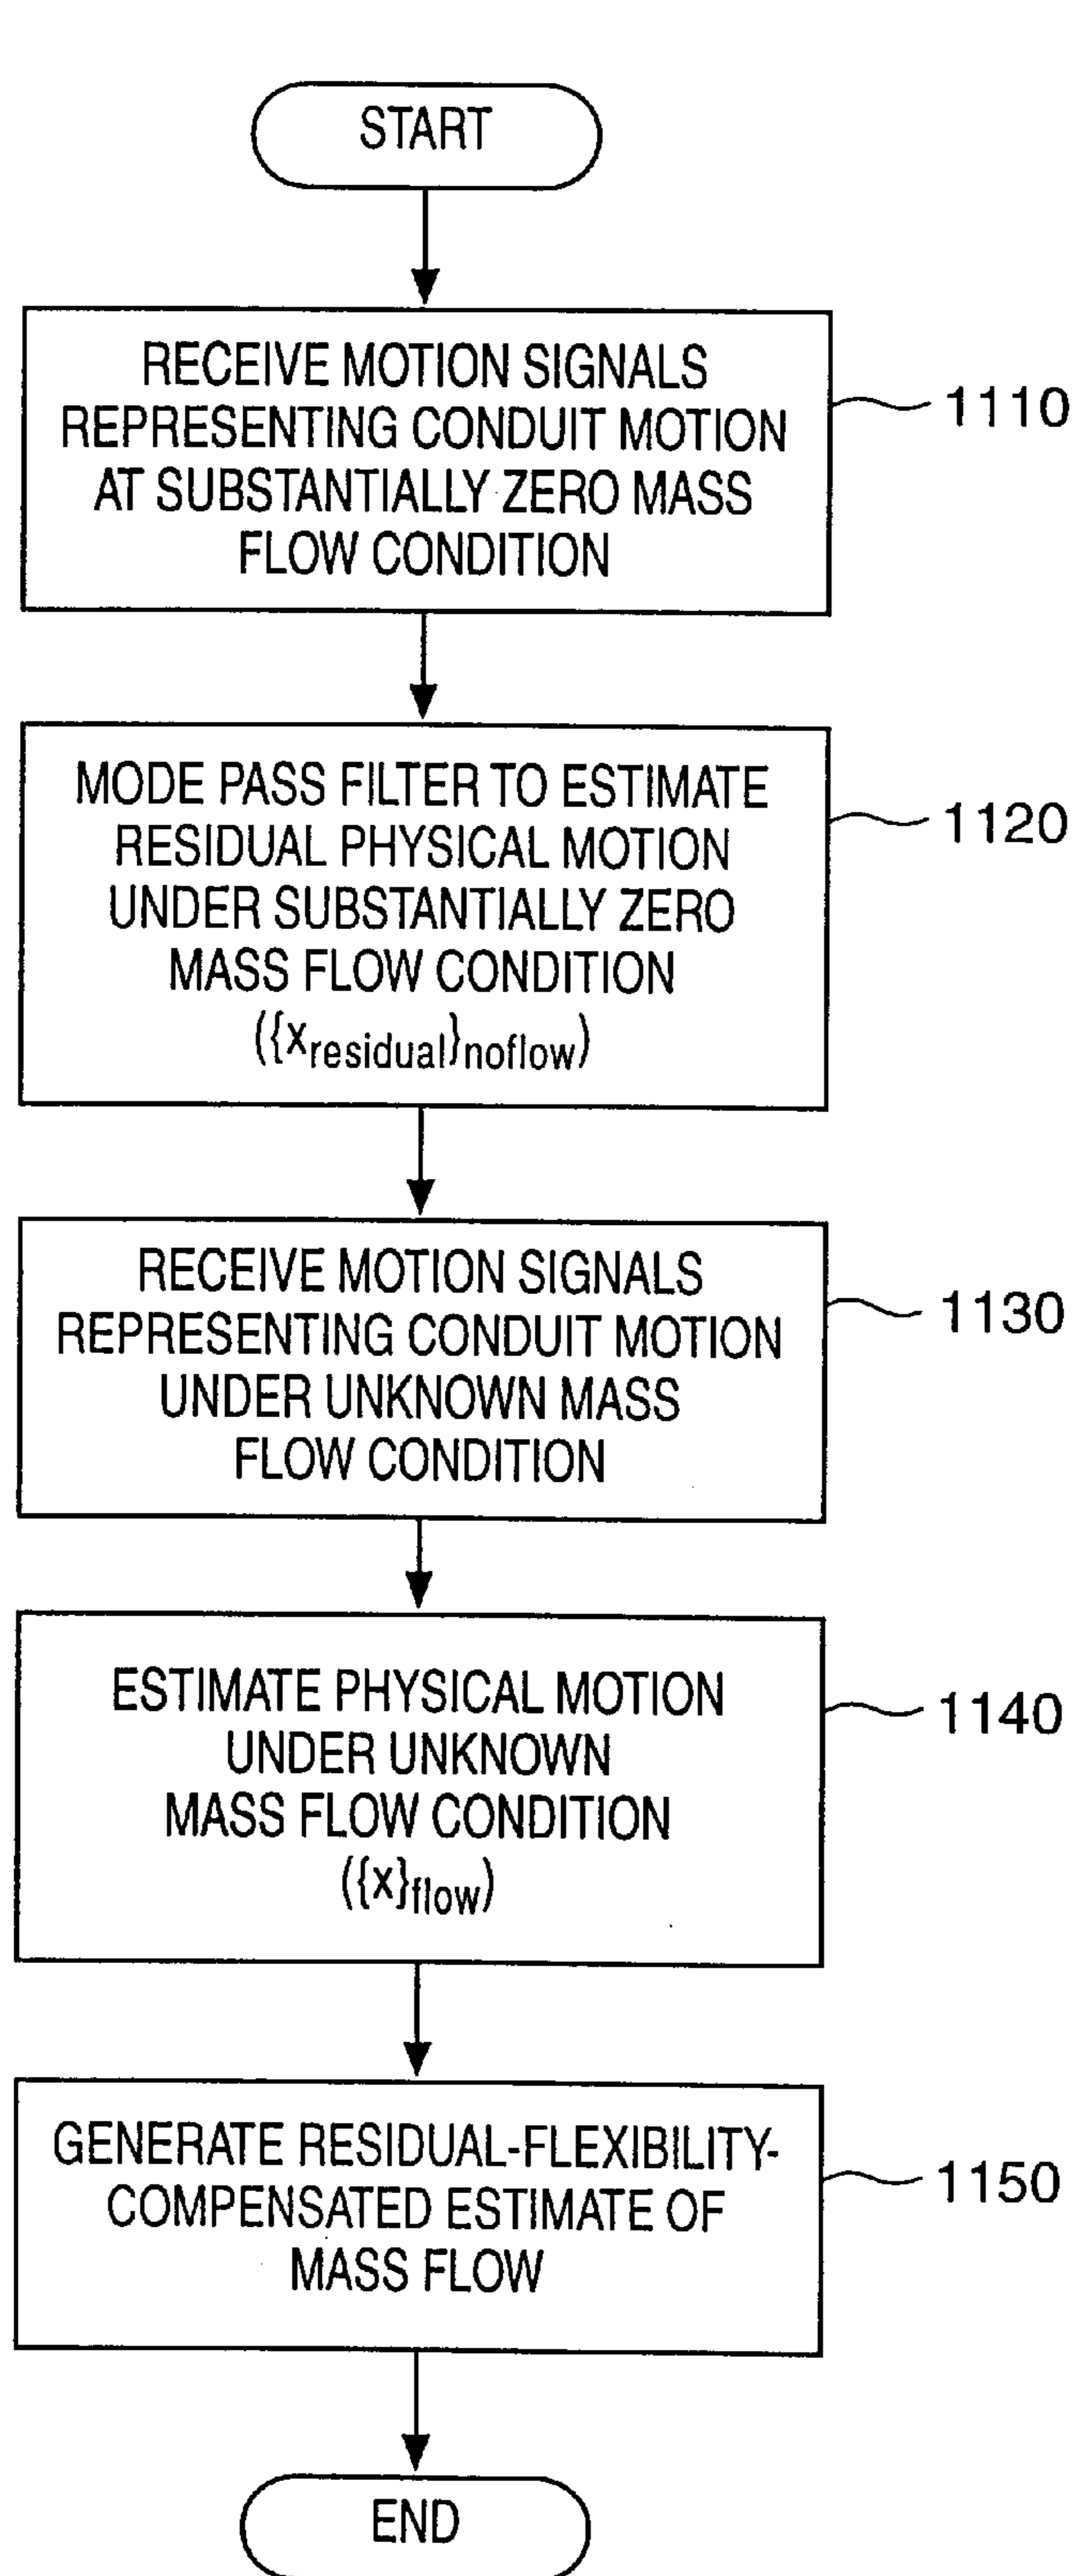 START
RECEIVE MOTION SIGNALS
REPRESENTING CONDUIT MOTION
AT SUBSTANTIALLY ZERO MASS
FLOW CONDITION
1110
MODE PASS FILTER TO ESTIMATE
RESIDUAL PHYSICAL MOTION
UNDER SUBSTANTIALLY ZERO
MASS FLOW CONDITION
({x_residual}_noflow)
1120
RECEIVE MOTION SIGNALS
REPRESENTING CONDUIT MOTION
UNDER UNKNOWN MASS
FLOW CONDITION
1130
ESTIMATE PHYSICAL MOTION
UNDER UNKNOWN
MASS FLOW CONDITION
({x}_flow)
1140
GENERATE RESIDUAL-FLEXIBILITY-
COMPENSATED ESTIMATE OF
MASS FLOW
1150
END